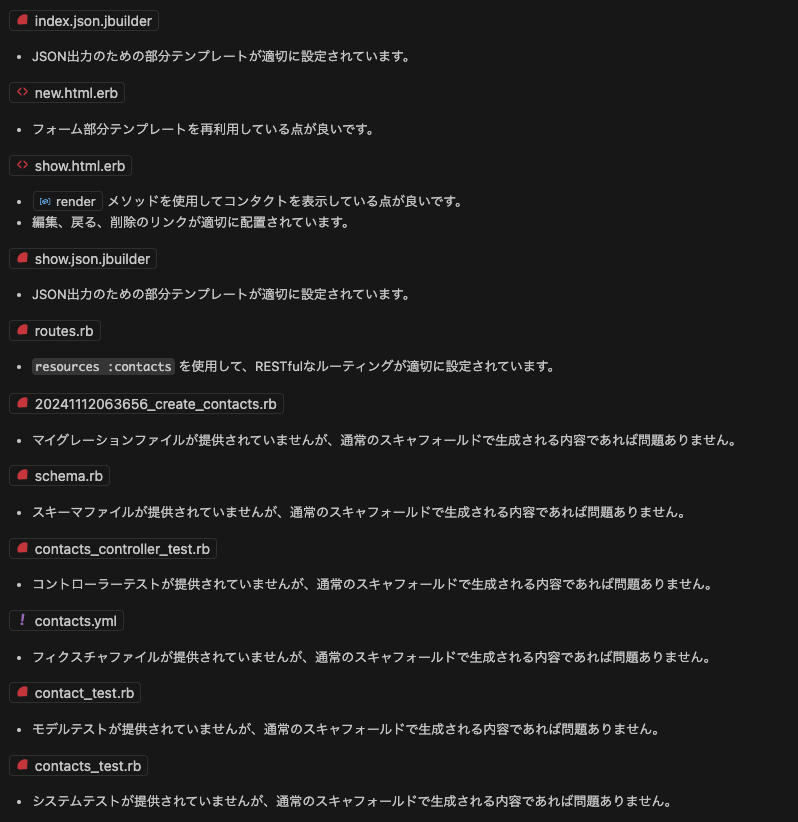 index.json.jbuilder
• JSON出力のための部分テンプレートが適切に設定されています。
new.html.erb
• フォーム部分テンプレートを再利用している点が良いです。
show.html.erb
• render メソッドを使用してコンタクトを表示している点が良いです。
• 編集、戻る、削除のリンクが適切に配置されています。
show.json.jbuilder
• JSON出力のための部分テンプレートが適切に設定されています。
routes.rb
• resources :contacts を使用して、RESTfulなルーティングが適切に設定されています。
20241112063656_create_contacts.rb
• マイグレーションファイルが提供されていませんが、通常のスキャフォールドで生成される内容であれば問題ありません。
schema.rb
• スキーマファイルが提供されていませんが、通常のスキャフォールドで生成される内容であれば問題ありません。
contacts_controller_test.rb
• コントローラーテストが提供されていませんが、通常のスキャフォールドで生成される内容であれば問題ありません。
contacts.yml
• フィクスチャファイルが提供されていませんが、通常のスキャフォールドで生成される内容であれば問題ありません。
contact_test.rb
• モデルテストが提供されていませんが、通常のスキャフォールドで生成される内容であれば問題ありません。
contacts_test.rb
• システムテストが提供されていませんが、通常のスキャフォールドで生成される内容であれば問題ありません。